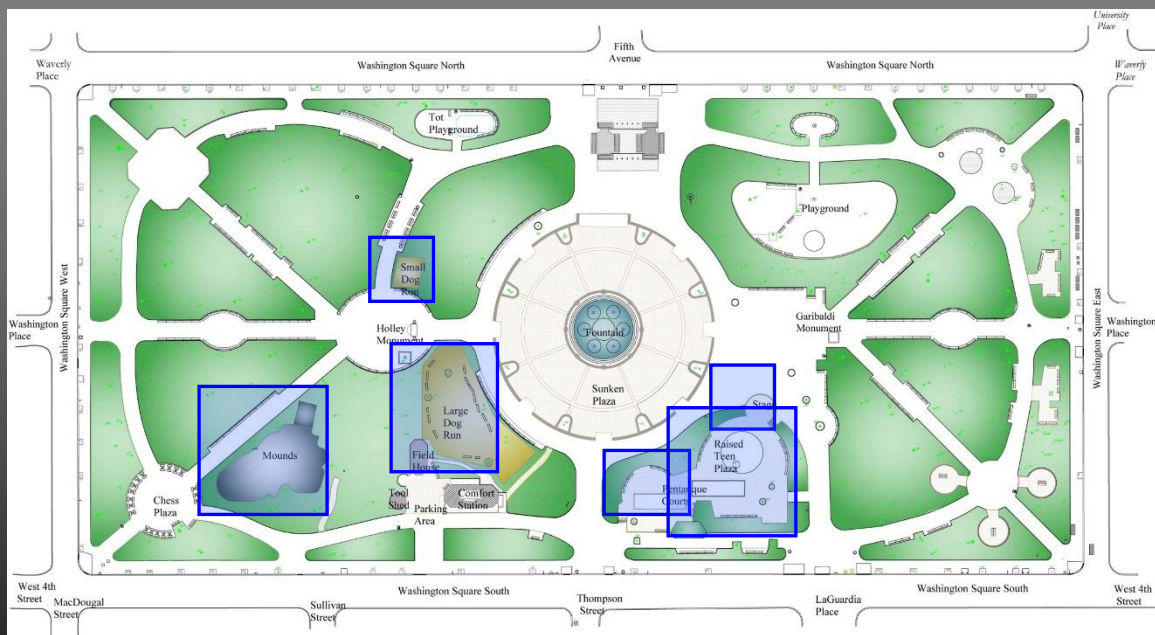 University
Place
Fifth
Avenue
Waverly
Place
Washington Square North
Washington Square North
Waverly
Place
Tot
Playground
Playground
Small
Dog
Run
Washington Square West
Washington
Place
Holley
Monument
Fountain
Garibaldi
Monument
Washington Square East
Washington
Place
Sunken
Plaza
Stage
Large
Dog
Run
Raised
Teen
Plaza
Mounds
Field
House
Pentanque
Courts
Chess
Plaza
Tool
Shed
Comfort
Station
Parking
Area
West 4th
Street
MacDougal
Street
Sullivan
Street
Washington Square South
Thompson
Street
LaGuardia
Place
Washington Square South
West 4th
Street